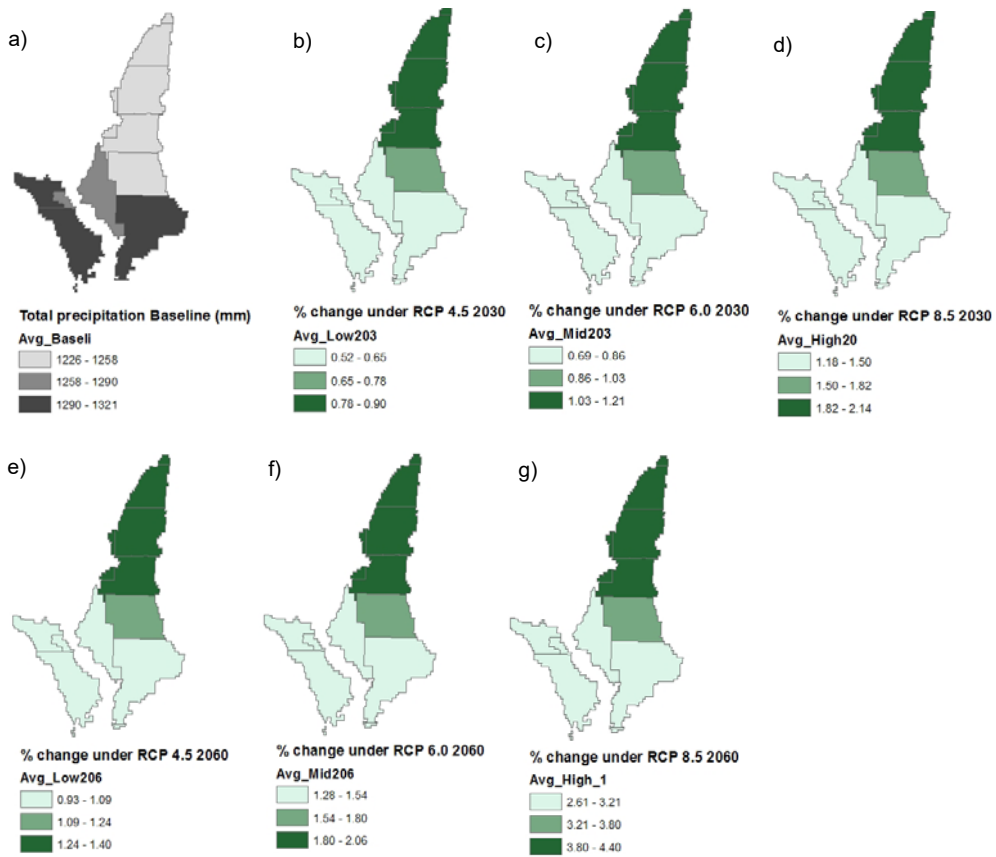 a)
b)
c)
d)
Total precipitation Baseline (mm)
Avg_Baseli
1226 - 1258
1258 - 1290
1290 - 1321
% change under RCP 4.5 2030
Avg_Low203
0.52 - 0.65
0.65 - 0.78
0.78 - 0.90
% change under RCP 6.0 2030
Avg_Mid203
0.69 - 0.86
0.86 - 1.03
1.03 - 1.21
% change under RCP 8.5 2030
Avg_High20
1.18 - 1.50
1.50 - 1.82
1.82 - 2.14
e)
f)
g)
% change under RCP 4.5 2060
Avg_Low206
0.93 - 1.09
1.09 - 1.24
1.24 - 1.40
% change under RCP 6.0 2060
Avg_Mid206
1.28 - 1.54
1.54 - 1.80
1.80 - 2.06
% change under RCP 8.5 2060
Avg_High_1
2.61 - 3.21
3.21 - 3.80
3.80 - 4.40